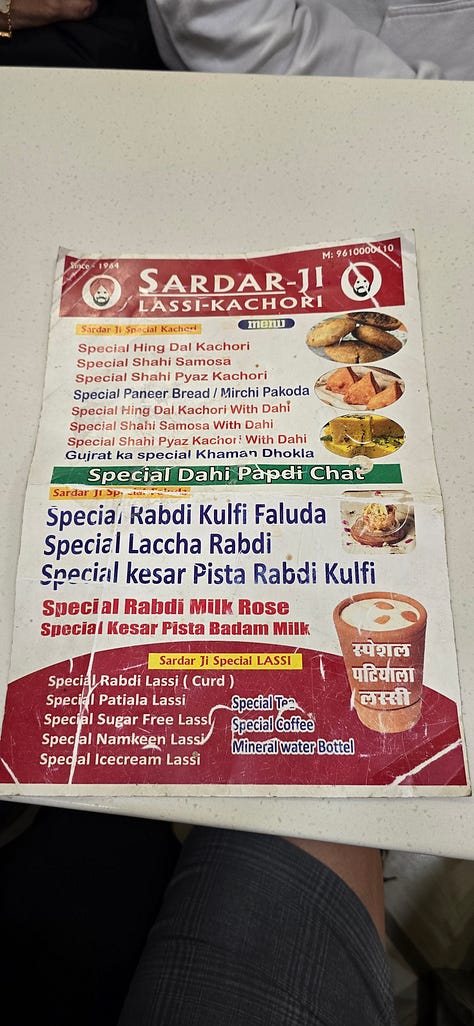 Since - 1964
M: 9610000410
SARDAR-JI
LASSI-KACHORI
menu
Sardar Ji Special Kachori
Special Hing Dal Kachori
Special Shahi Samosa
Special Shahi Pyaz Kachori
Special Paneer Bread / Mirchi Pakoda
Special Hing Dal Kachori With Dahi
Special Shahi Samosa With Dahi
Special Shahi Pyaz Kachori With Dahi
Gujrat ka special Khaman Dhokla
Special Dahi Papdi Chat
Sardar Ji Special Faluda
Special Rabdi Kulfi Faluda
Special Laccha Rabdi
Special kesar Pista Rabdi Kulfi
Special Rabdi Milk Rose
Special Kesar Pista Badam Milk
स्पेशल
पटियाला
लस्सी
Sardar Ji Special LASSI
Special Rabdi Lassi ( Curd )
Special Patiala Lassi
Special Sugar Free Lassi
Special Namkeen Lassi
Special Icecream Lassi
Special Tea
Special Coffee
Mineral water Bottel